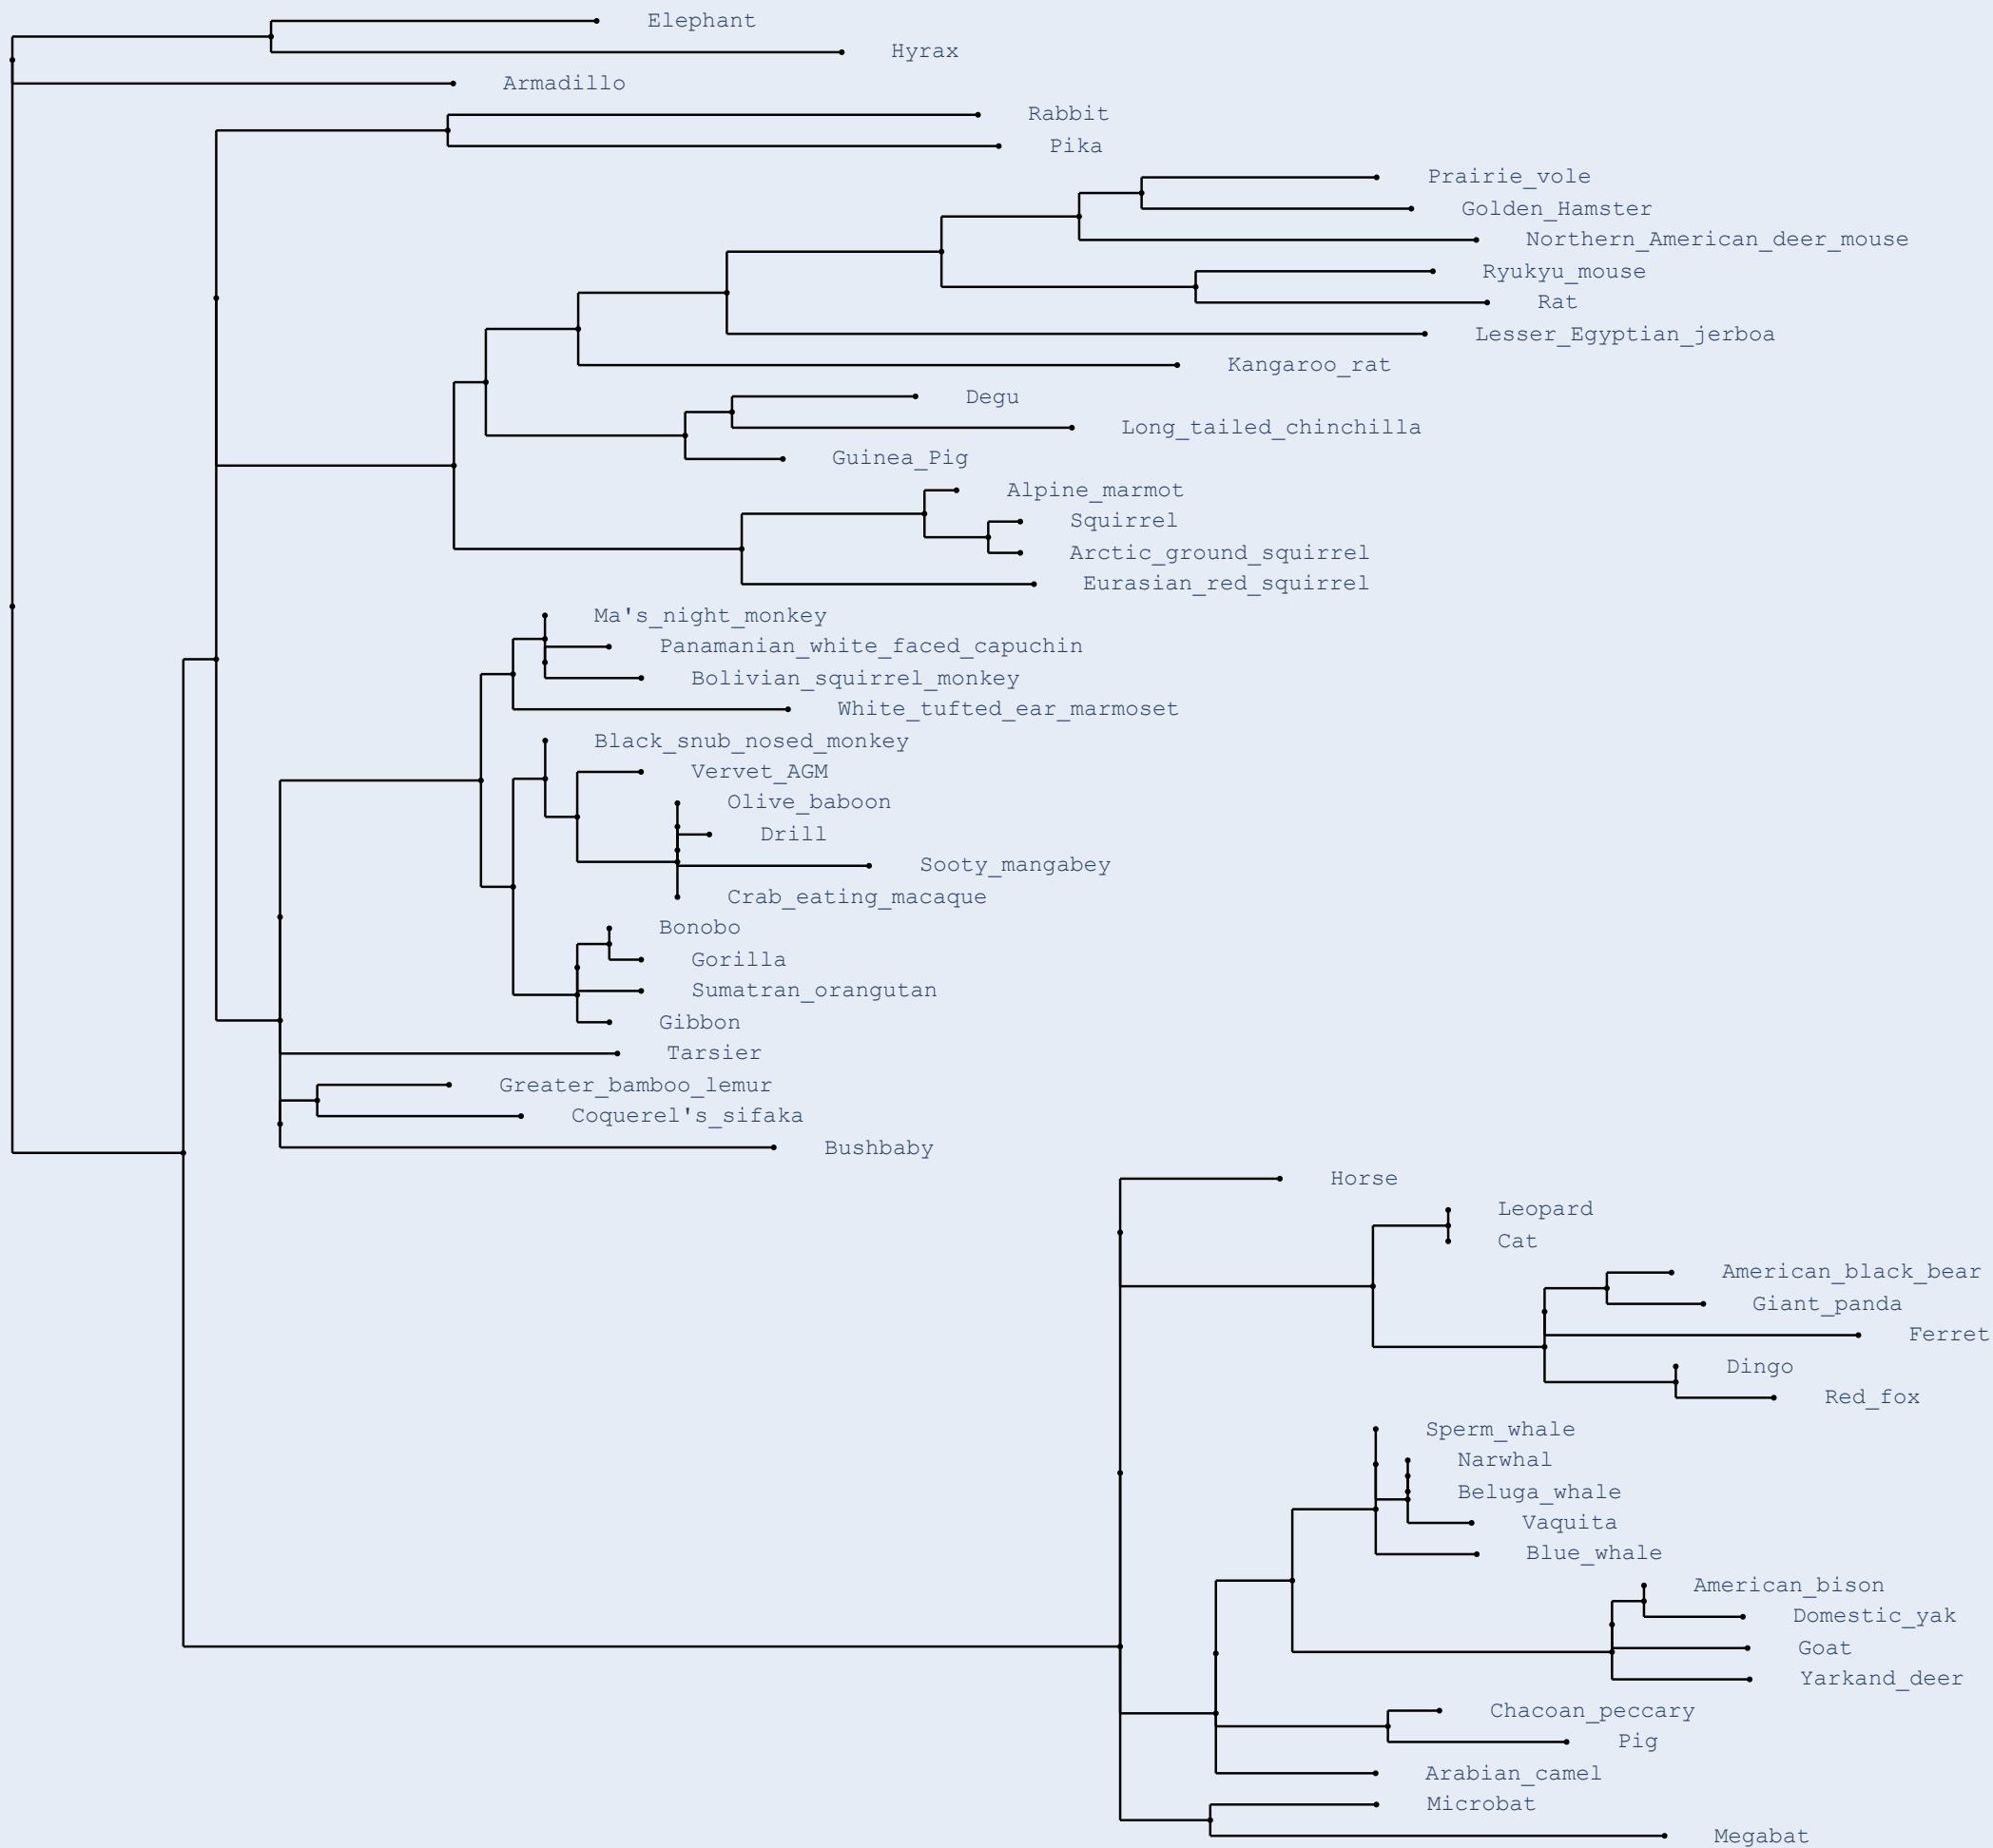 Elephant
Hyrax
Armadillo
Rabbit
Pika
Prairie_vole
Golden_Hamster
Northern_American_deer_mouse
Ryukyu_mouse
Rat
Lesser_Egyptian_jerboa
Kangaroo_rat
Degu
Long_tailed_chinchilla
Guinea_Pig
Alpine_marmot
Squirrel
Arctic_ground_squirrel
Eurasian_red_squirrel
Ma's_night_monkey
Panamanian_white_faced_capuchin
Bolivian_squirrel_monkey
White_tufted_ear_marmoset
Black_snub_nosed_monkey
Vervet_AGM
Olive_baboon
Drill
Sooty_mangabey
Crab_eating_macaque
Bonobo
Gorilla
Sumatran_orangutan
Gibbon
Tarsier
Greater_bamboo_lemur
Coquerel's_sifaka
Bushbaby
Horse
Leopard
Cat
American_black_bear
Giant_panda
Ferret
Dingo
Red_fox
Sperm_whale
Narwhal
Beluga_whale
Vaquita
Blue_whale
American_bison
Domestic_yak
Goat
Yarkand_deer
Chacoan_peccary
Pig
Arabian_camel
Microbat
Megabat